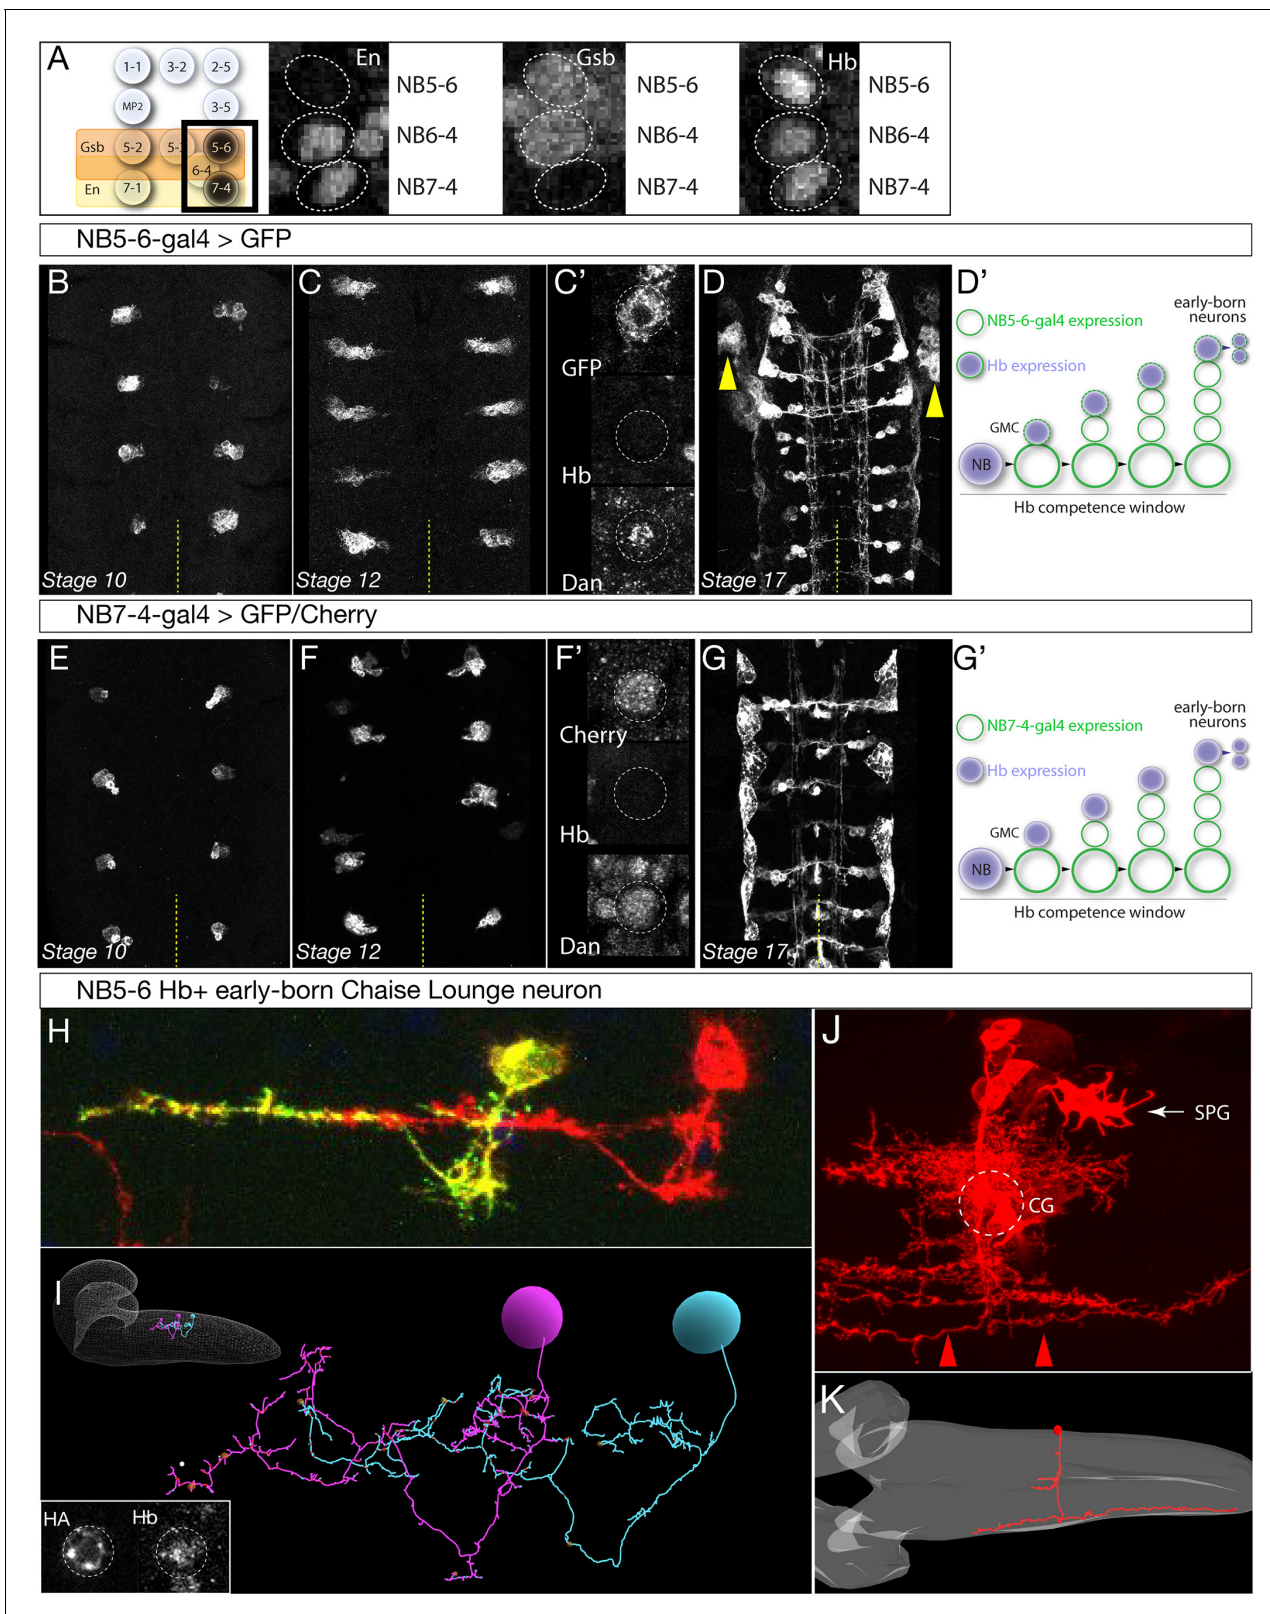 A
1-1
3-2
2-5
MP2
3-5
Gsb
5-2
5-6
6-4
En
7-1
7-4
En
NB5-6
NB6-4
NB7-4
Gsb
NB5-6
NB6-4
NB7-4
Hb
NB5-6
NB6-4
NB7-4
NB5-6-gal4 > GFP
B
Stage 10
C
Stage 12
C'
GFP
Hb
Dan
D
Stage 17
D'
NB5-6-gal4 expression
Hb expression
early-born
neurons
GMC
NB
Hb competence window
NB7-4-gal4 > GFP/Cherry
E
Stage 10
F
Stage 12
F'
Cherry
Hb
Dan
G
Stage 17
G'
NB7-4-gal4 expression
Hb expression
early-born
neurons
GMC
NB
Hb competence window
NB5-6 Hb+ early-born Chaise Lounge neuron
H
I
HA
Hb
J
SPG
CG
K